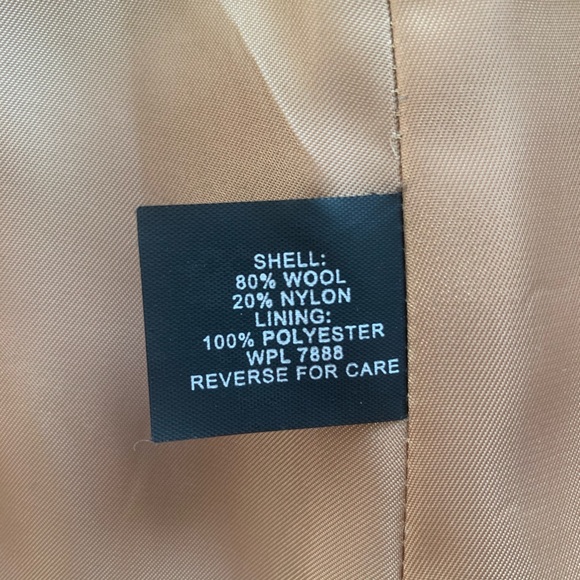 SHELL:
80% WOOL
20% NYLON
LINING:
100% POLYESTER
WPL 7888
REVERSE FOR CARE